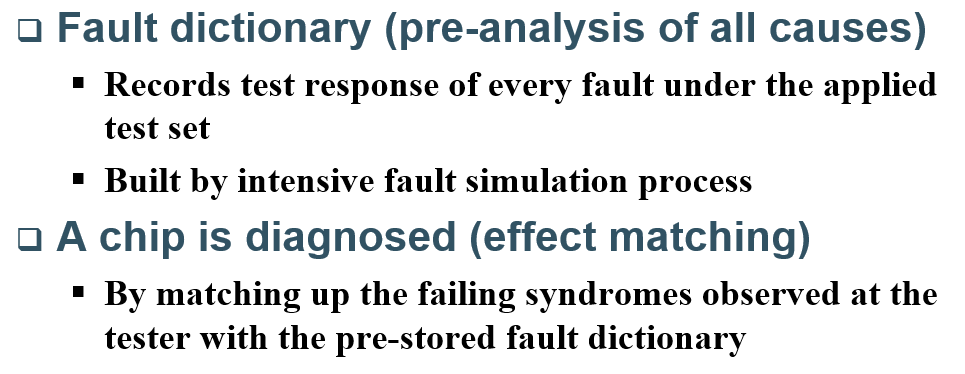 ❑ Fault dictionary (pre-analysis of all causes)
▪ Records test response of every fault under the applied
test set
▪ Built by intensive fault simulation process
❑ A chip is diagnosed (effect matching)
▪ By matching up the failing syndromes observed at the
tester with the pre-stored fault dictionary